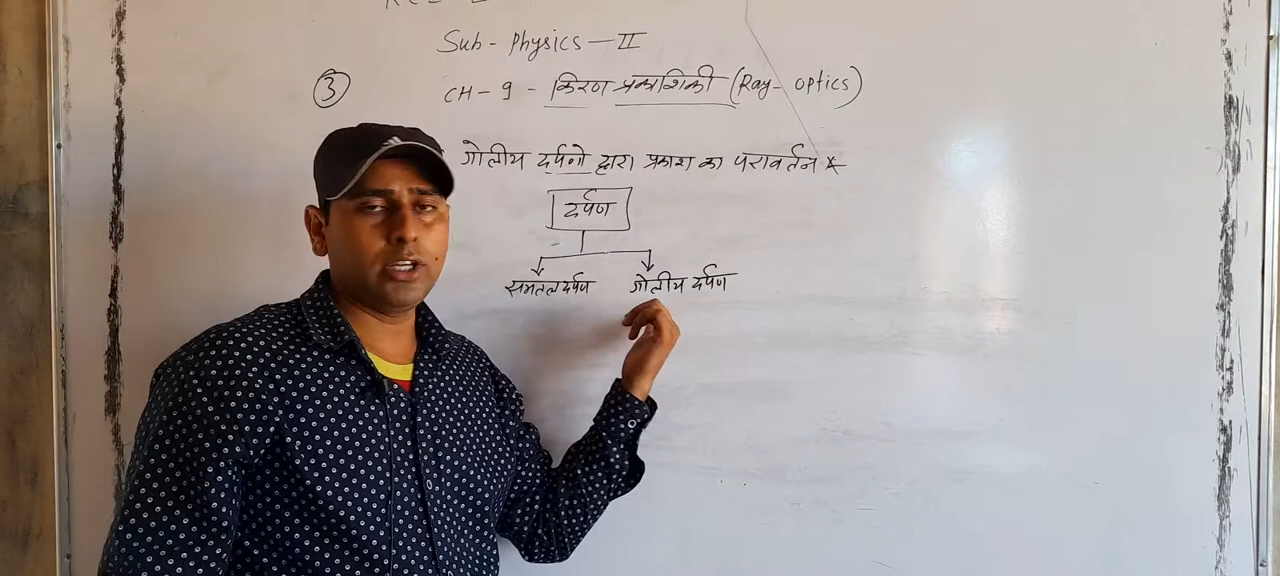 Sub - Physics - II
③ CH - 9 - किरण प्रकाशिकी (Ray - optics)
गोलीय दर्पणो द्वारा प्रकाश का परावर्तन *
दर्पण
समतल दर्पण गोलीय दर्पण